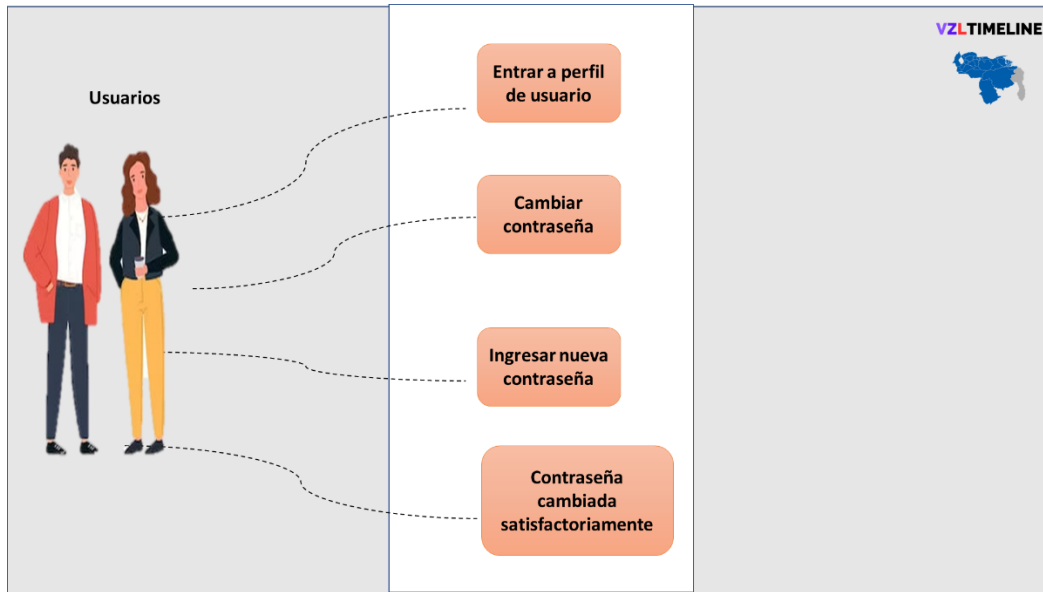 VZLTIMELINE
Usuarios
Entrar a perfil
de usuario
Cambiar
contraseña
Ingresar nueva
contraseña
Contraseña
cambiada
satisfactoriamente